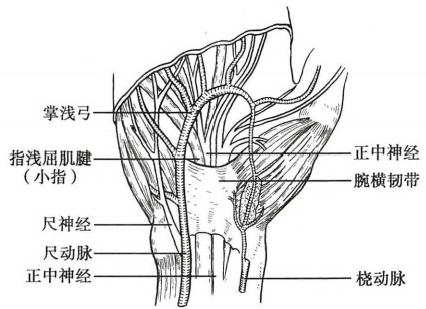 掌浅弓
指浅屈肌腱
（小指）
尺神经
尺动脉
正中神经
正中神经
腕横韧带
桡动脉